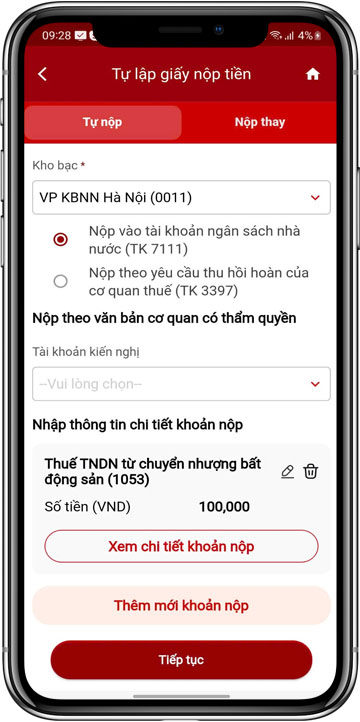 09:28 4%
Tự lập giấy nộp tiền
Tự nộp Nộp thay
Kho bạc *
VP KBNN Hà Nội (0011)
Nộp vào tài khoản ngân sách nhà
nước (TK 7111)
Nộp theo yêu cầu thu hồi hoàn của
cơ quan thuế (TK 3397)
Nộp theo văn bản cơ quan có thẩm quyền
Tài khoản kiến nghị
--Vui lòng chọn--
Nhập thông tin chi tiết khoản nộp
Thuế TNDN từ chuyển nhượng bất
động sản (1053)
Số tiền (VND) 100,000
Xem chi tiết khoản nộp
Thêm mới khoản nộp
Tiếp tục